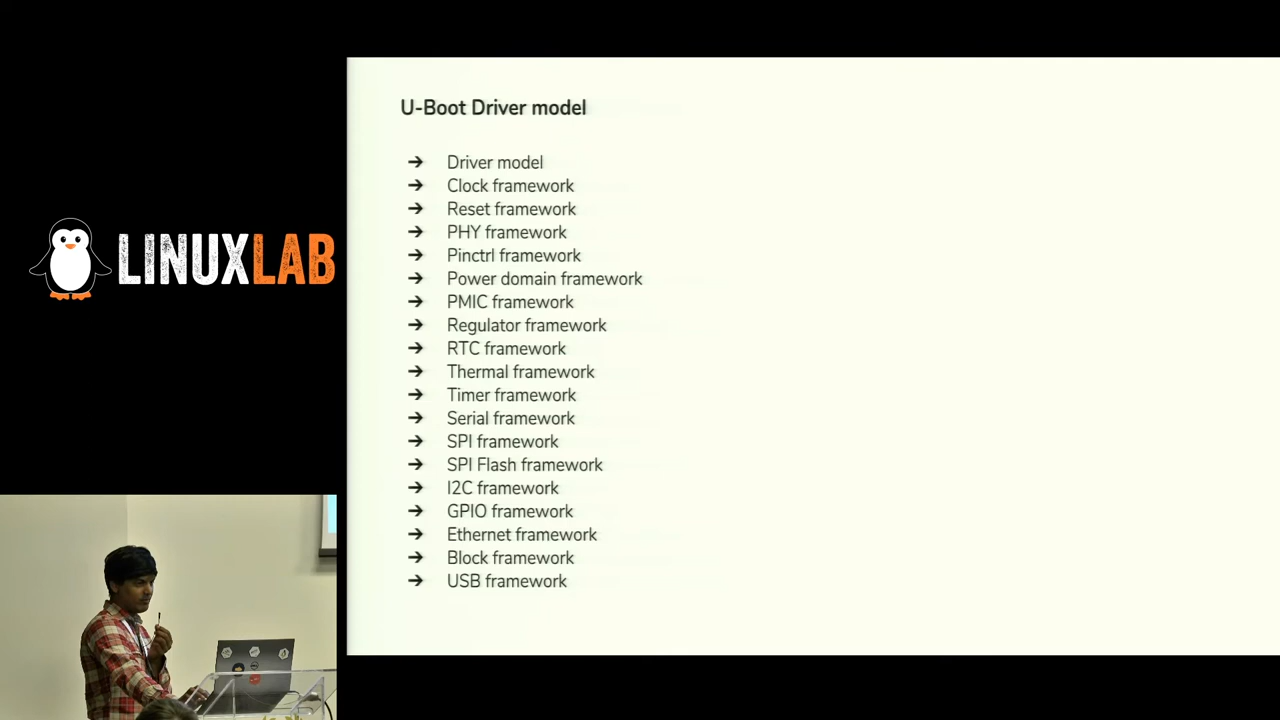 U-Boot Driver model
→ Driver model
→ Clock framework
→ Reset framework
→ PHY framework
→ Pinctrl framework
→ Power domain framework
→ PMIC framework
→ Regulator framework
→ RTC framework
→ Thermal framework
→ Timer framework
→ Serial framework
→ SPI framework
→ SPI Flash framework
→ I2C framework
→ GPIO framework
→ Ethernet framework
→ Block framework
→ USB framework
LINUXLAB